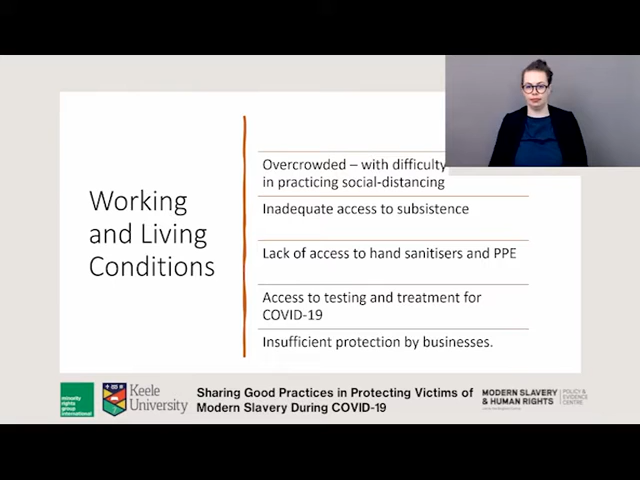 Working
and Living
Conditions
Overcrowded – with difficulty
in practicing social-distancing
Inadequate access to subsistence
Lack of access to hand sanitisers and PPE
Access to testing and treatment for
COVID-19
Insufficient protection by businesses.
minority
rights
group
international
Keele
University
Sharing Good Practices in Protecting Victims of
Modern Slavery During COVID-19
MODERN SLAVERY
& HUMAN RIGHTS
POLICY &
EVIDENCE
CENTRE